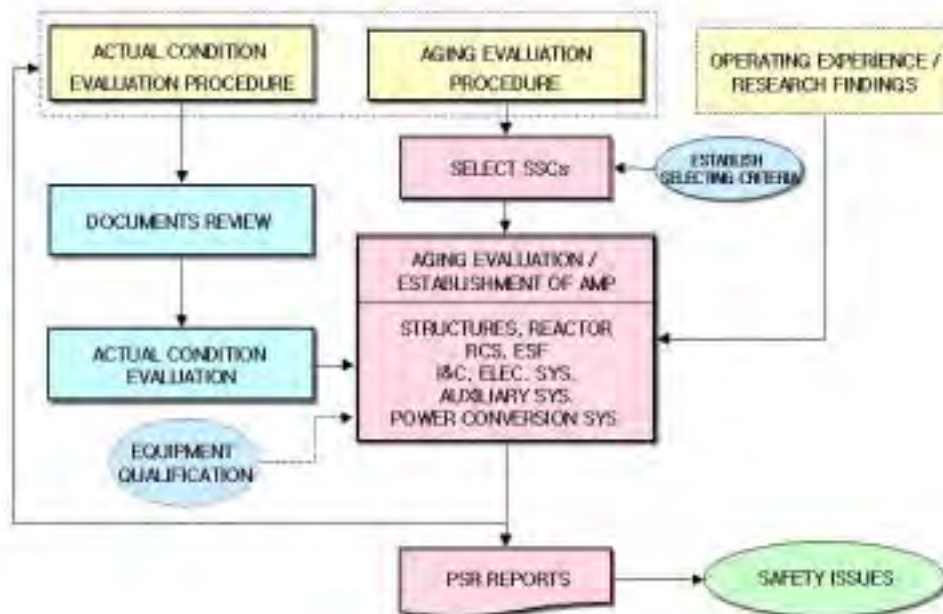 ACTUAL CONDITION
EVALUATION PROCEDURE
AGING EVALUATION
PROCEDURE
OPERATING EXPERIENCE /
RESEARCH FINDINGS
SELECT SSCs
ESTABLISH
SELECTING CRITERIA
DOCUMENTS REVIEW
AGING EVALUATION /
ESTABLISHMENT OF AMP
STRUCTURES, REACTOR
RCS, ESF
I&C, ELEC. SYS.
AUXILIARY SYS.
POWER CONVERSION SYS.
ACTUAL CONDITION
EVALUATION
EQUIPMENT
QUALIFICATION
PSR REPORTS
SAFETY ISSUES